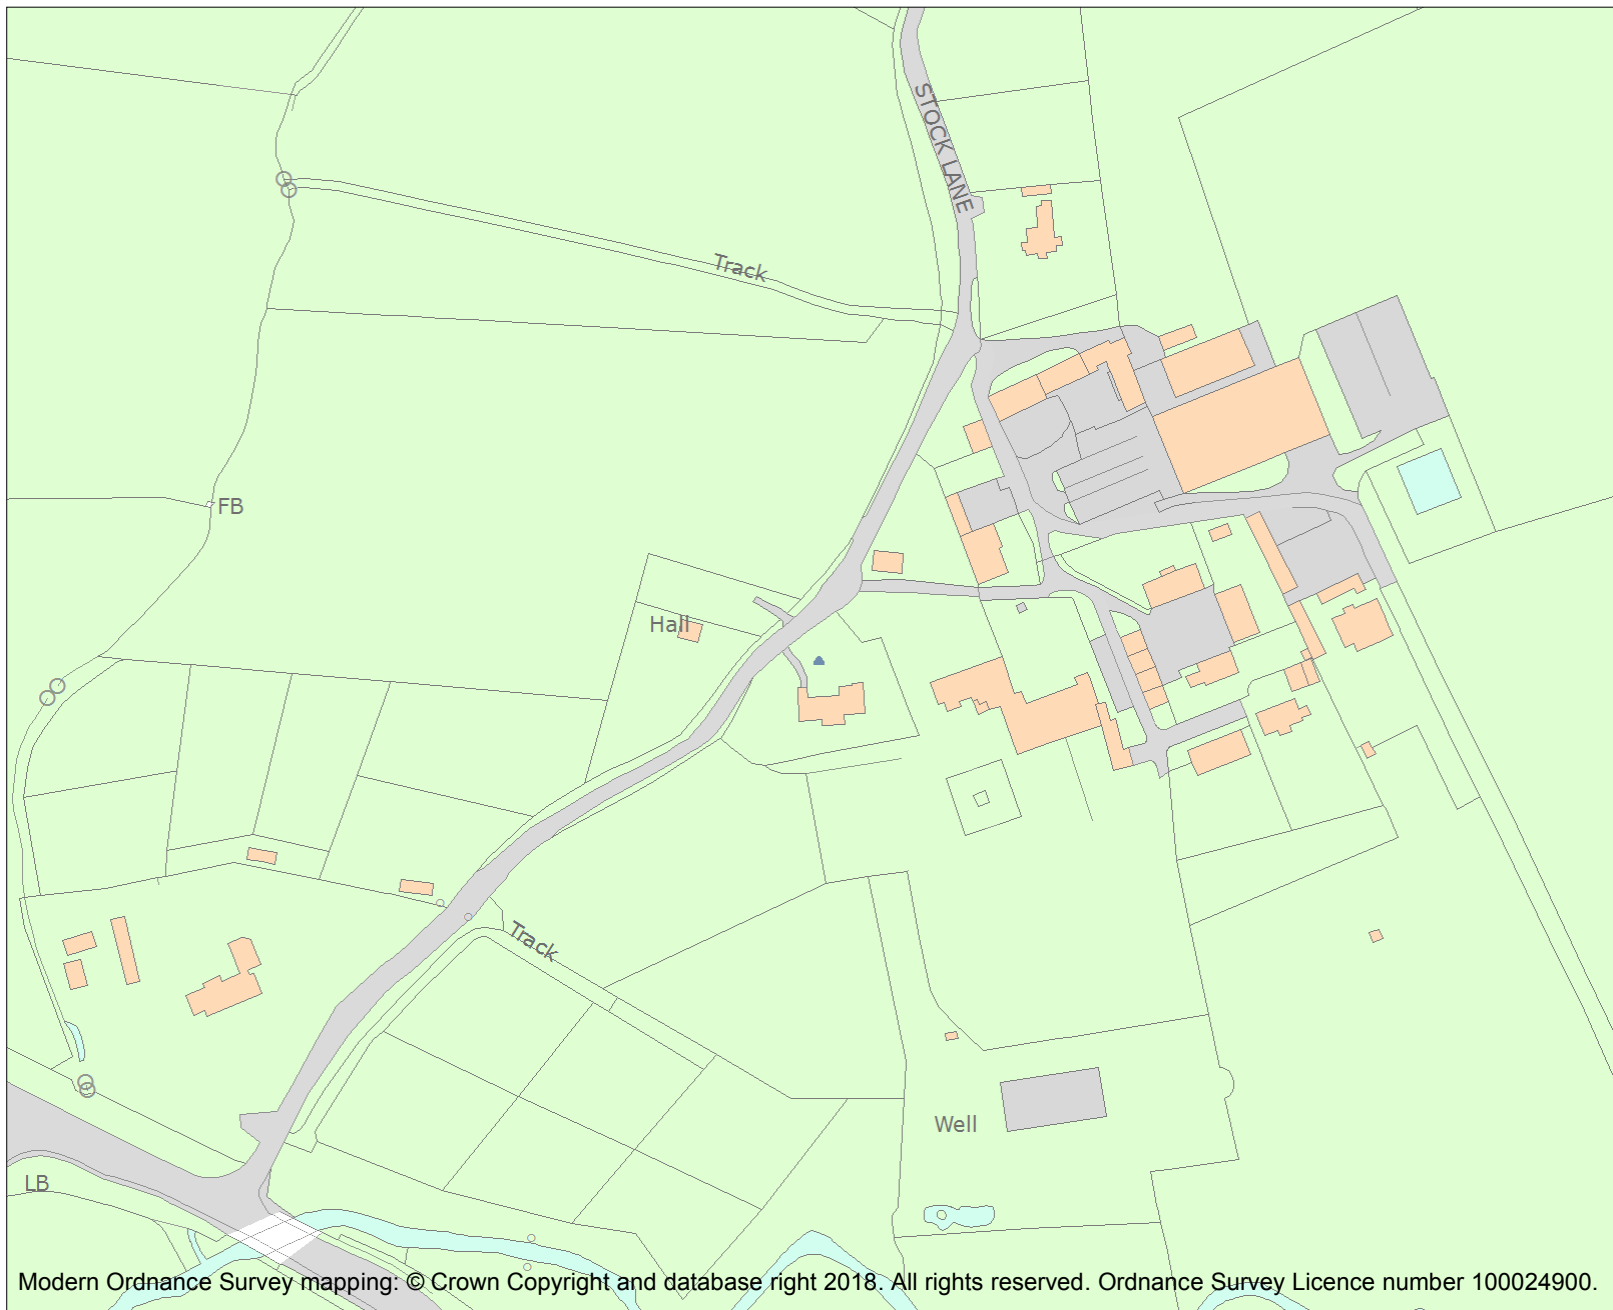 STOCK LANE
Track
FB
Hall
Track
Well
LB
Modern Ordnance Survey mapping: © Crown Copyright and database right 2018. All rights reserved. Ordnance Survey Licence number 100024900.